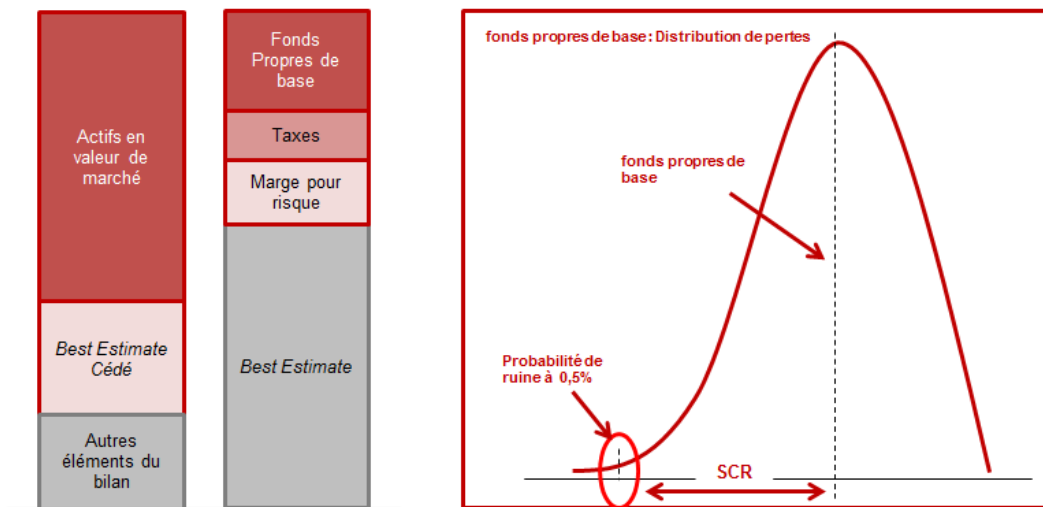 Actifs en
valeur de
marché
Best Estimate
Cédé
Autres
éléments du
bilan
Fonds
Propres de
base
Taxes
Marge pour
risque
Best Estimate
fonds propres de base: Distribution de pertes
fonds propres de
base
Probabilité de
ruine à 0,5%
SCR